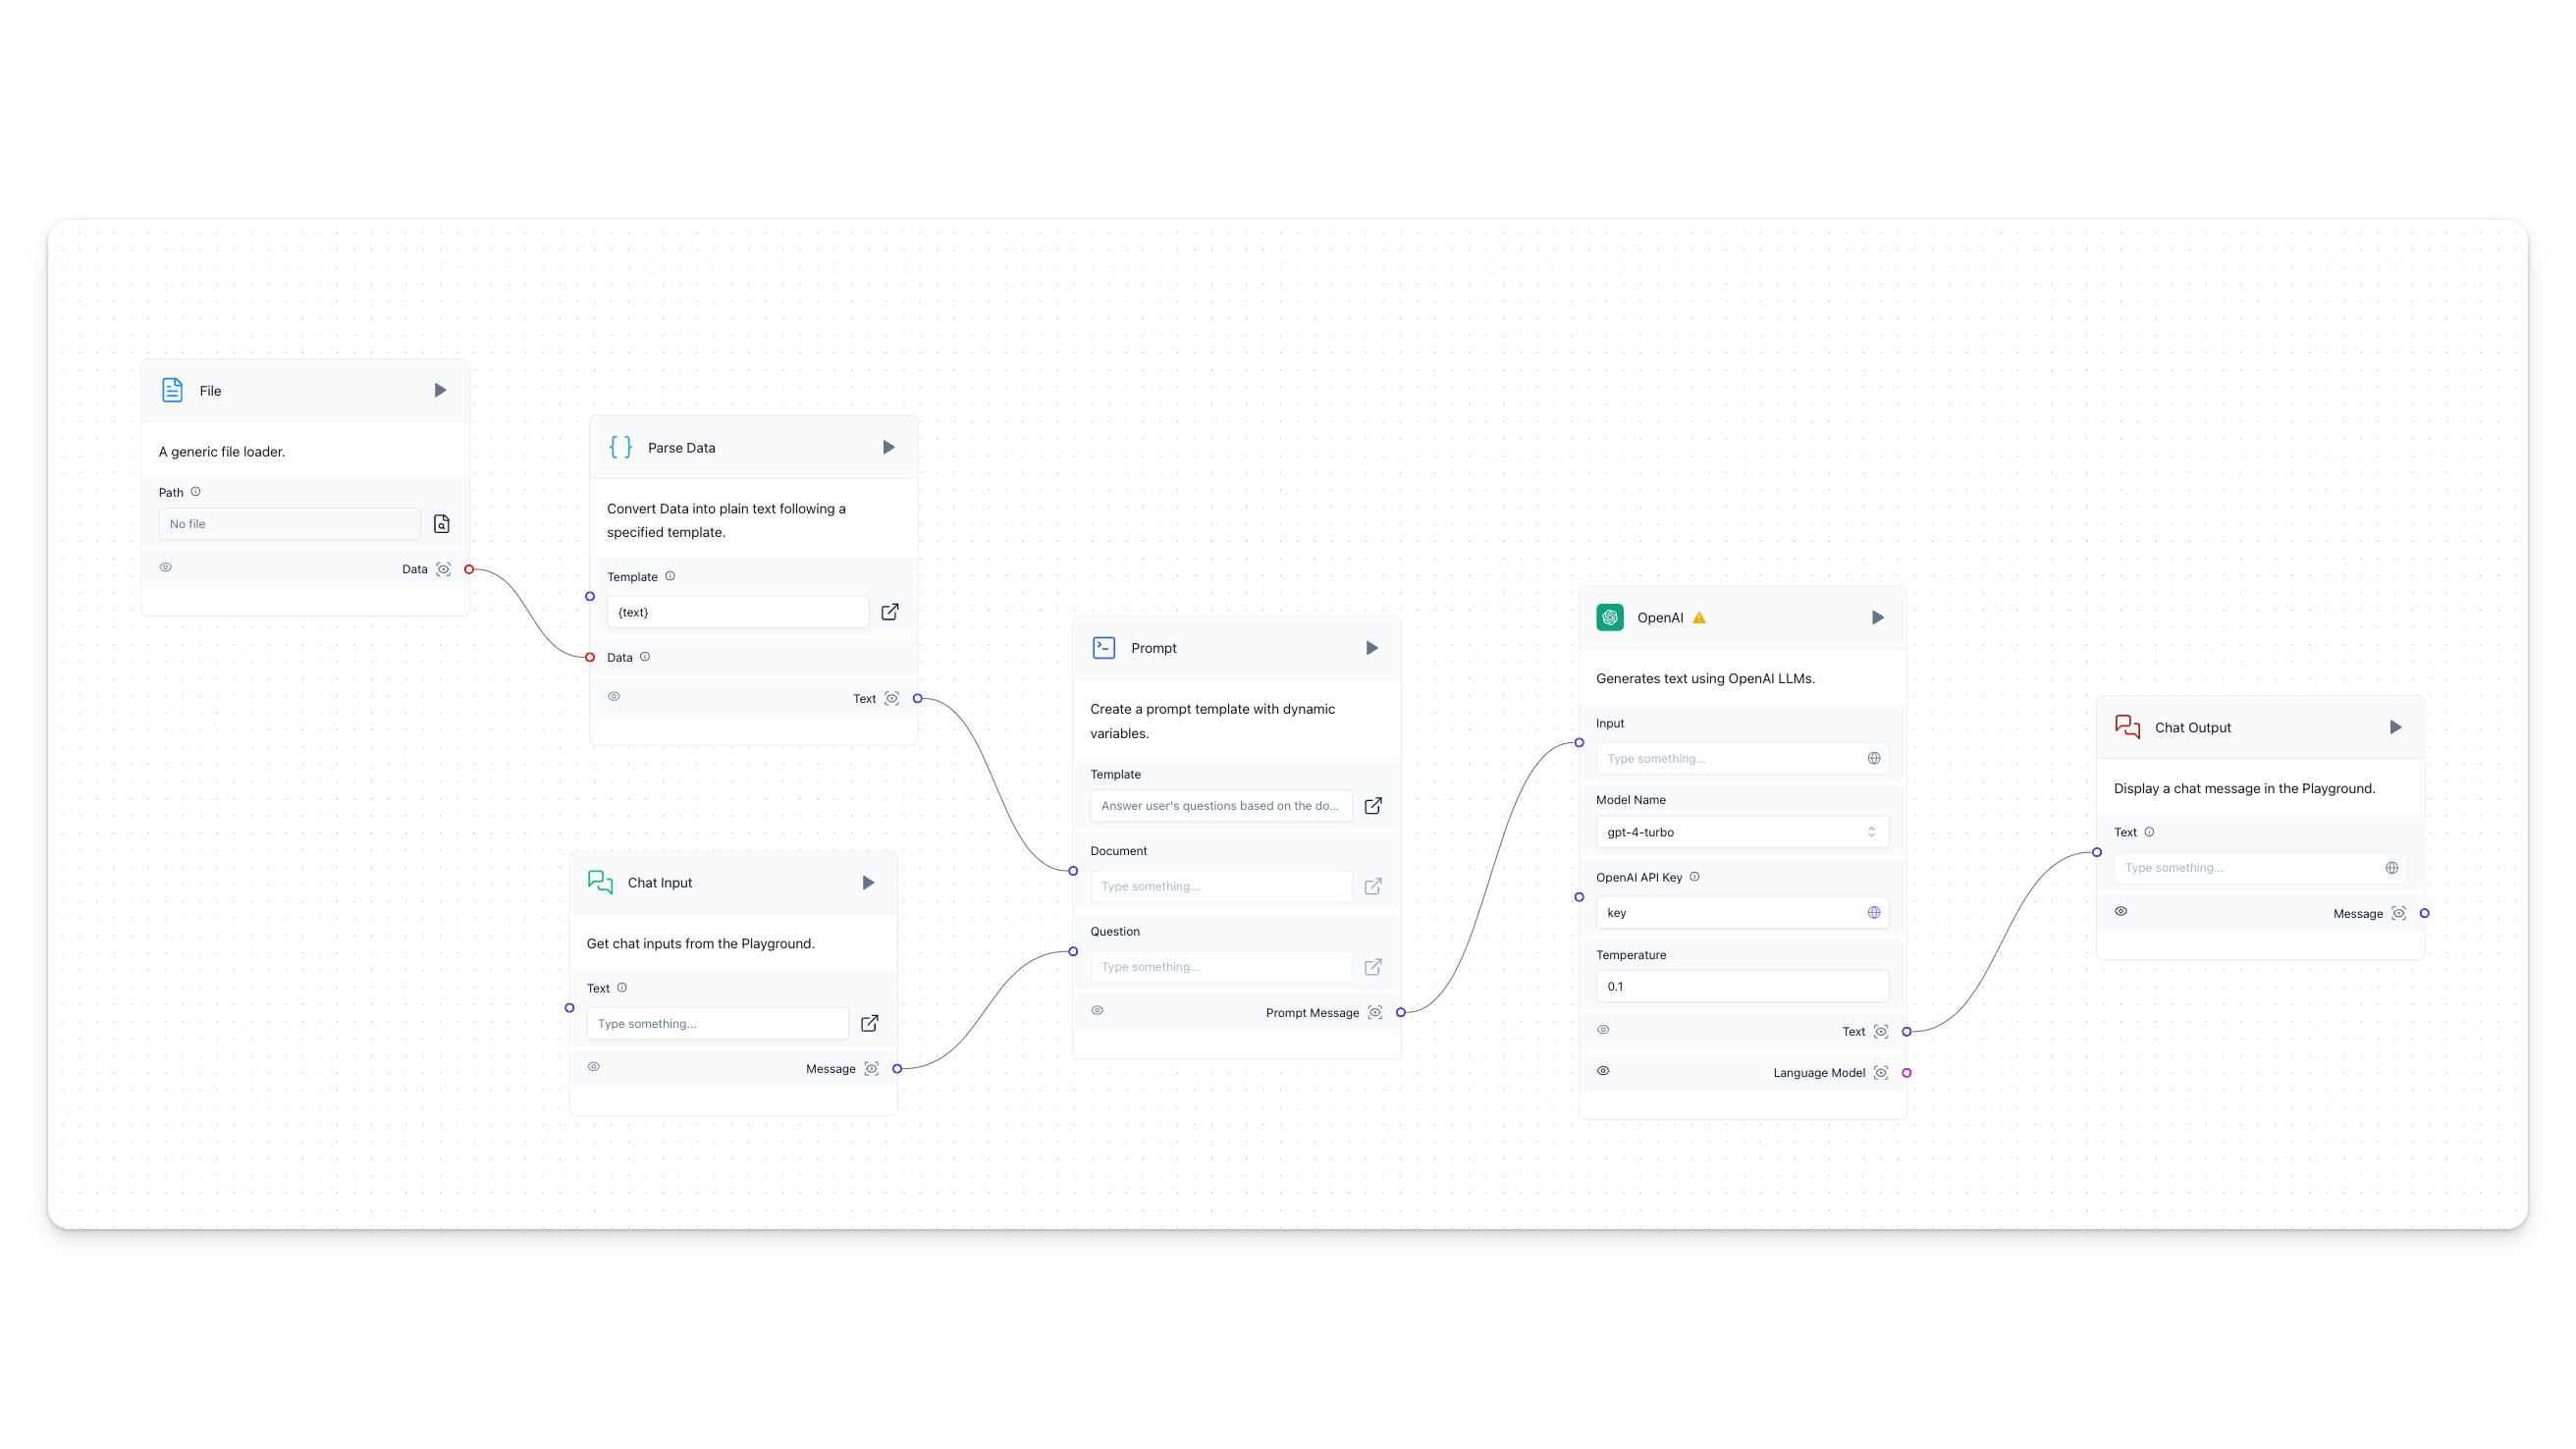 File
A generic file loader.
Path
No file
Data
Parse Data
Convert Data into plain text following a
specified template.
Template
{text}
Data
Text
Chat Input
Get chat inputs from the Playground.
Text
Type something...
Message
Prompt
Create a prompt template with dynamic
variables.
Template
Answer user's questions based on the do...
Document
Type something...
Question
Type something...
Prompt Message
OpenAI
Generates text using OpenAI LLMs.
Input
Type something...
Model Name
gpt-4-turbo
OpenAI API Key
key
Temperature
0.1
Text
Language Model
Chat Output
Display a chat message in the Playground.
Text
Type something...
Message